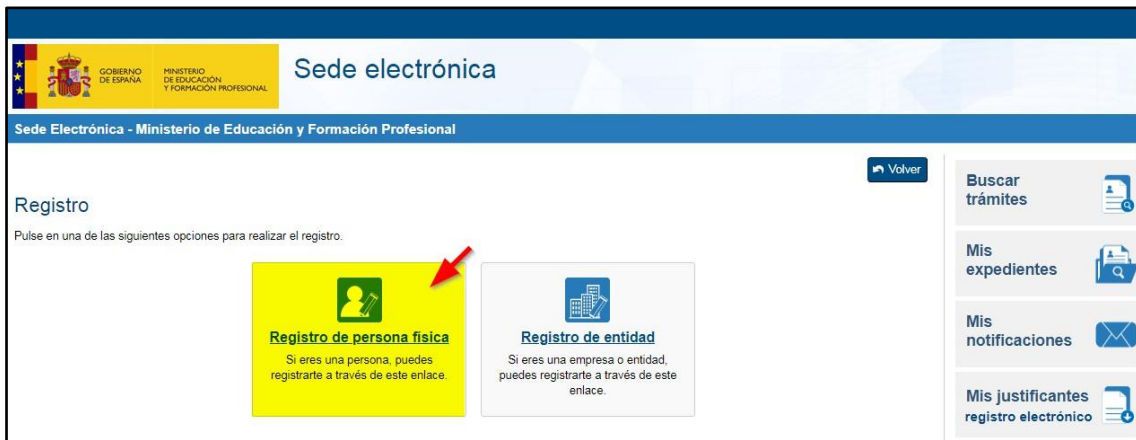 GOBIERNO
DE ESPAÑA
MINISTERIO
DE EDUCACIÓN
Y FORMACIÓN PROFESIONAL
Sede electrónica
Sede Electrónica - Ministerio de Educación y Formación Profesional
Volver
Registro
Pulse en una de las siguientes opciones para realizar el registro.
Registro de persona física
Si eres una persona, puedes
registrarte a través de este enlace.
Registro de entidad
Si eres una empresa o entidad,
puedes registrarte a través de este
enlace.
Buscar
trámites
Mis
expedientes
Mis
notificaciones
Mis justificantes
registro electrónico